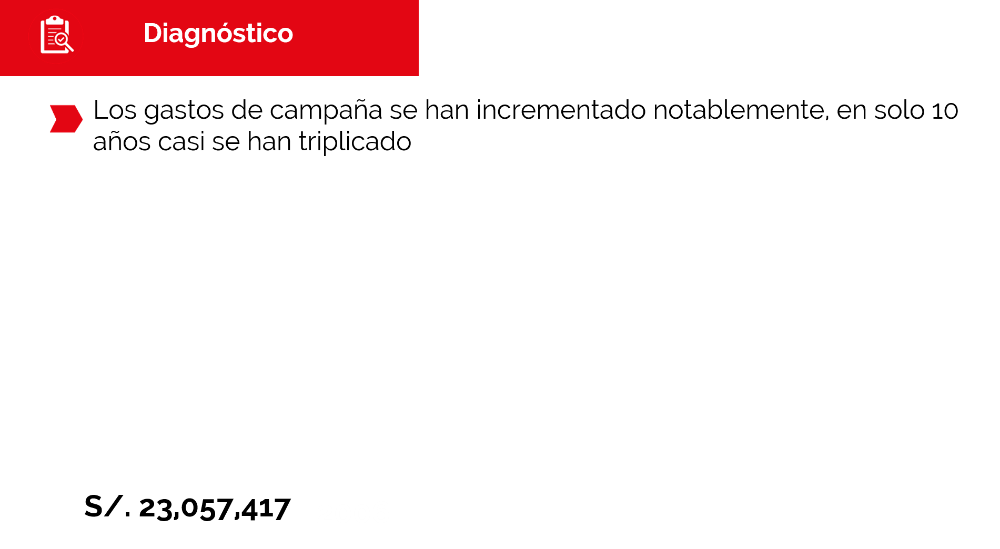 Diagnóstico
Los gastos de campaña se han incrementado notablemente, en solo 10
años casi se han triplicado
S/. 23,057,417